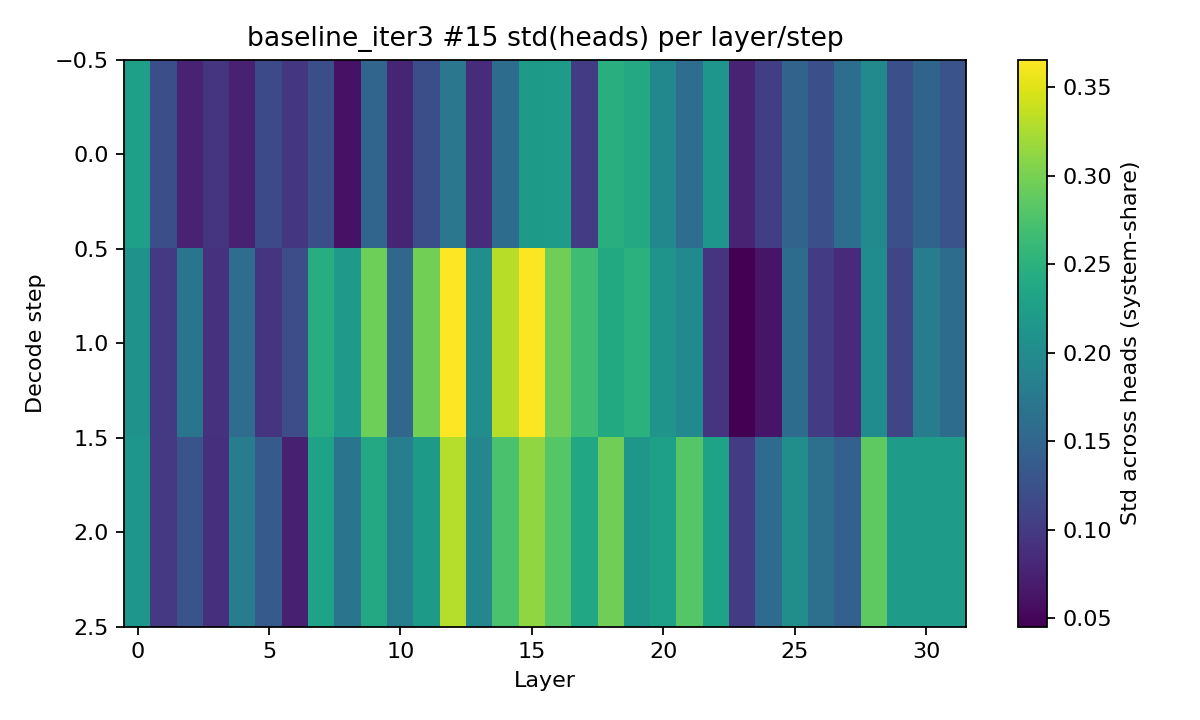 baseline_iter3 #15 std(heads) per layer/step
−0.5
0.0
0.5
1.0
1.5
2.0
2.5
Decode step
0 5 10 15 20 25 30
Layer
0.35
0.30
0.25
0.20
0.15
0.10
0.05
Std across heads (system-share)